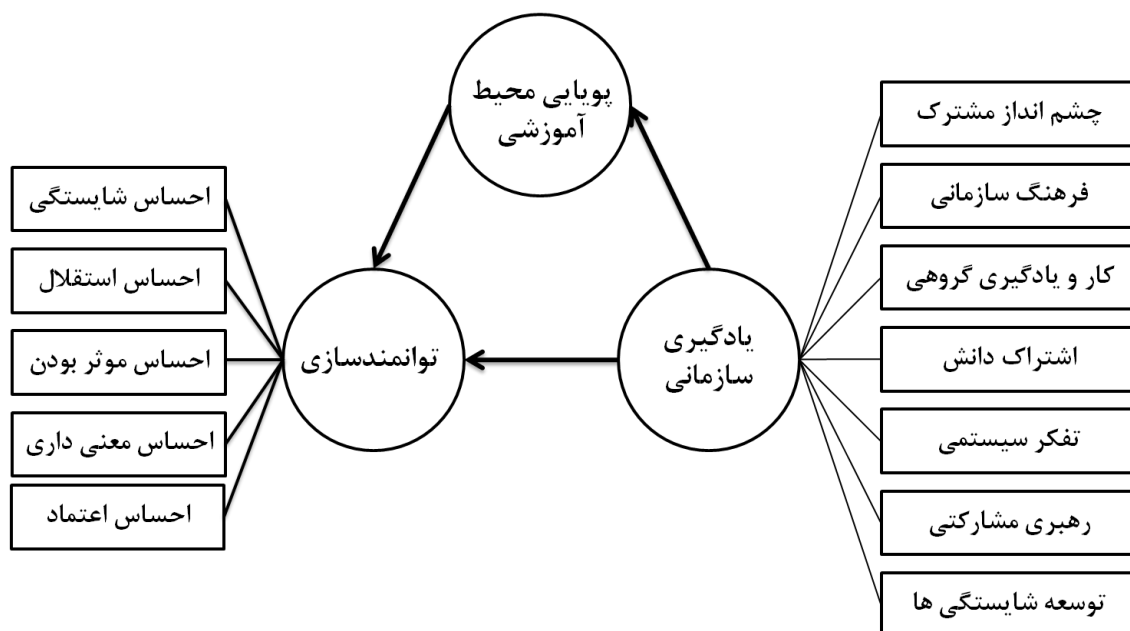 پویایی محیط
آموزشی
چشم انداز مشترک
فرهنگ سازمانی
کار و یادگیری گروهی
اشتراک دانش
تفکر سیستمی
رهبری مشارکتی
توسعه شایستگی ها
یادگیری
سازمانی
توانمندسازی
احساس شایستگی
احساس استقلال
احساس موثر بودن
احساس معنی داری
احساس اعتماد